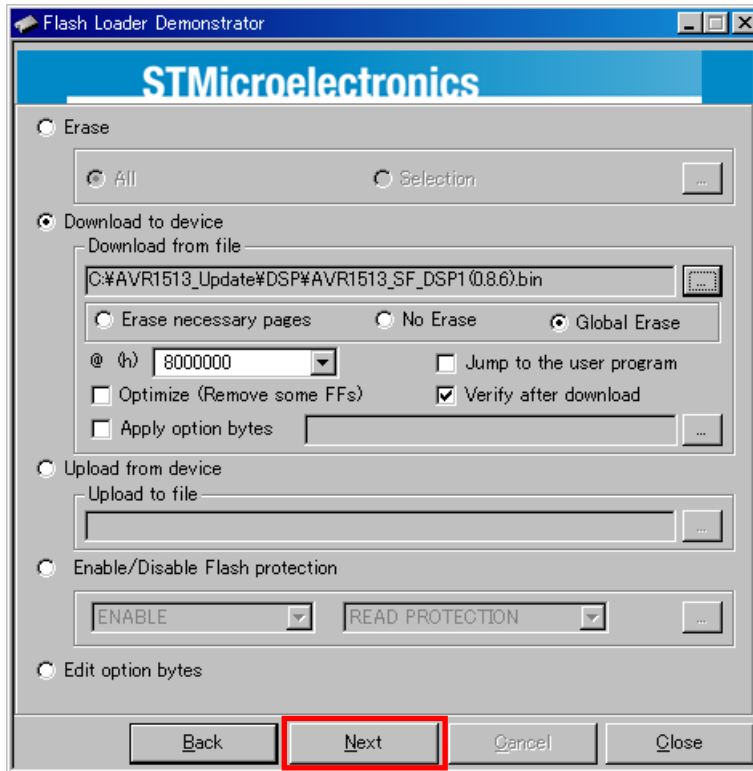 Flash Loader Demonstrator
STMicroelectronics
Erase
All Selection ...
Download to device
Download from file
C:¥AVR1513_Update¥DSP¥AVR1513_SF_DSP1(0.8.6).bin ...
Erase necessary pages No Erase Global Erase
@ (h) 8000000 Jump to the user program
Optimize (Remove some FFs) Verify after download
Apply option bytes ...
Upload from device
Upload to file
...
Enable/Disable Flash protection
ENABLE READ PROTECTION ...
Edit option bytes
Back Next Cancel Close